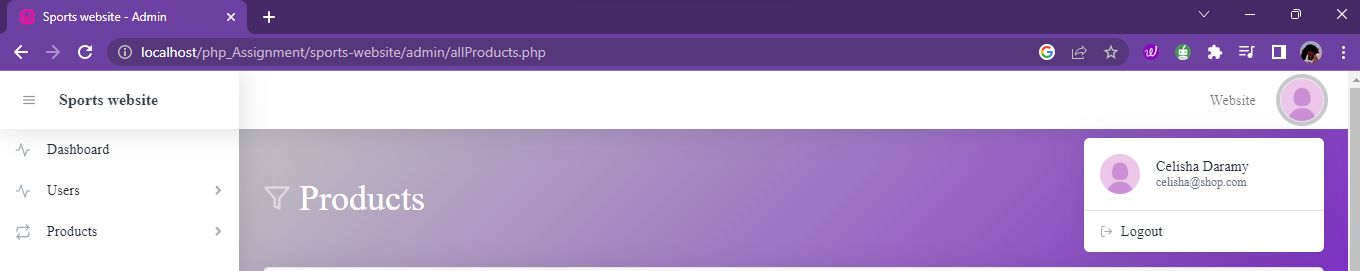 Sports website - Admin
localhost/php_Assignment/sports-website/admin/allProducts.php
Sports website
Website
Dashboard
Users
Products
Products
Celisha Daramy
celisha@shop.com
Logout